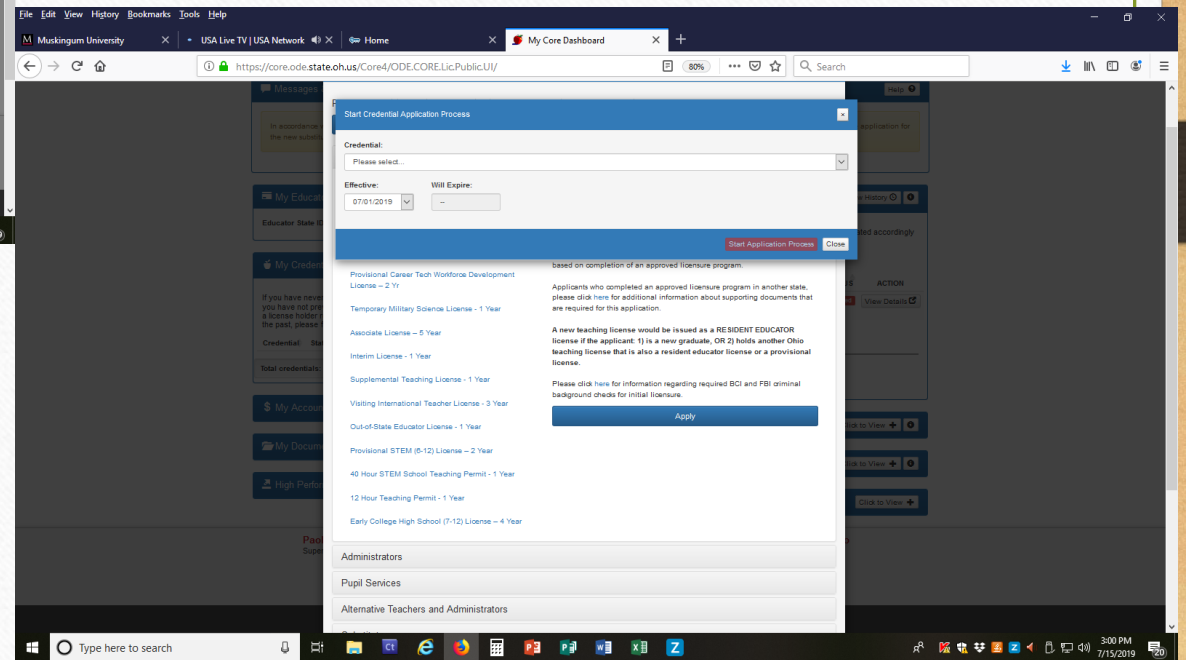 File Edit View History Bookmarks Tools Help
Muskingum University
USA Live TV | USA Network
Home
My Core Dashboard
https://core.ode.state.oh.us/Core4/ODE.CORE.Lic.Public.UI/
80%
Search
Messages
Help
In accordance
application for
the new substit
Start Credential Application Process
Credential:
Please select...
Effective:
Will Expire:
07/01/2019
--
Start Application Process
Close
My Educat
History
Educator State ID
ated accordingly
My Creden
If you have never
you have not pre
a license holder r
the past, please
Credential
Stat
ACTION
View Details
Total credentials:
$ My Accoun
My Docum
High Perfor
Click to View
Click to View
Click to View
based on completion of an approved licensure program.
Provisional Career Tech Workforce Development
License – 2 Yr
Temporary Military Science License - 1 Year
Associate License – 5 Year
Interim License - 1 Year
Supplemental Teaching License - 1 Year
Visiting International Teacher License - 3 Year
Out-of-State Educator License - 1 Year
Provisional STEM (6-12) License – 2 Year
40 Hour STEM School Teaching Permit - 1 Year
12 Hour Teaching Permit - 1 Year
Early College High School (7-12) License – 4 Year
Applicants who completed an approved licensure program in another state,
please click here for additional information about supporting documents that
are required for this application.
A new teaching license would be issued as a RESIDENT EDUCATOR
license if the applicant: 1) is a new graduate, OR 2) holds another Ohio
teaching license that is also a resident educator license or a provisional
license.
Please click here for information regarding required BCI and FBI criminal
background checks for initial licensure.
Apply
Administrators
Pupil Services
Alternative Teachers and Administrators
Paol
Super
Type here to search
3:00 PM
7/15/2019
20